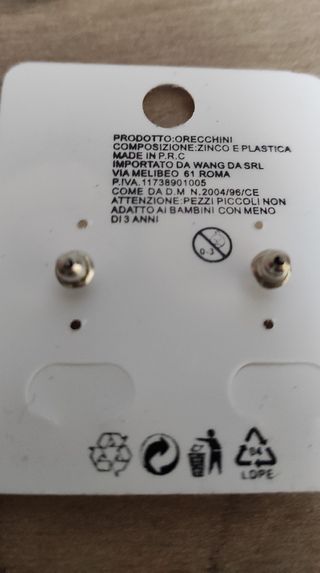 PRODOTTO:ORECCHINI
COMPOSIZIONE:ZINCO E PLASTICA
MADE IN P.R.C
IMPORTATO DA WANG DA SRL
VIA MELIBEO 61 ROMA
P.IVA.11738901005
COME DA D.M N.2004/96/CE
ATTENZIONE:PEZZI PICCOLI NON
ADATTO AI BAMBINI CON MENO
DI 3 ANNI
0-3
04
LDPE